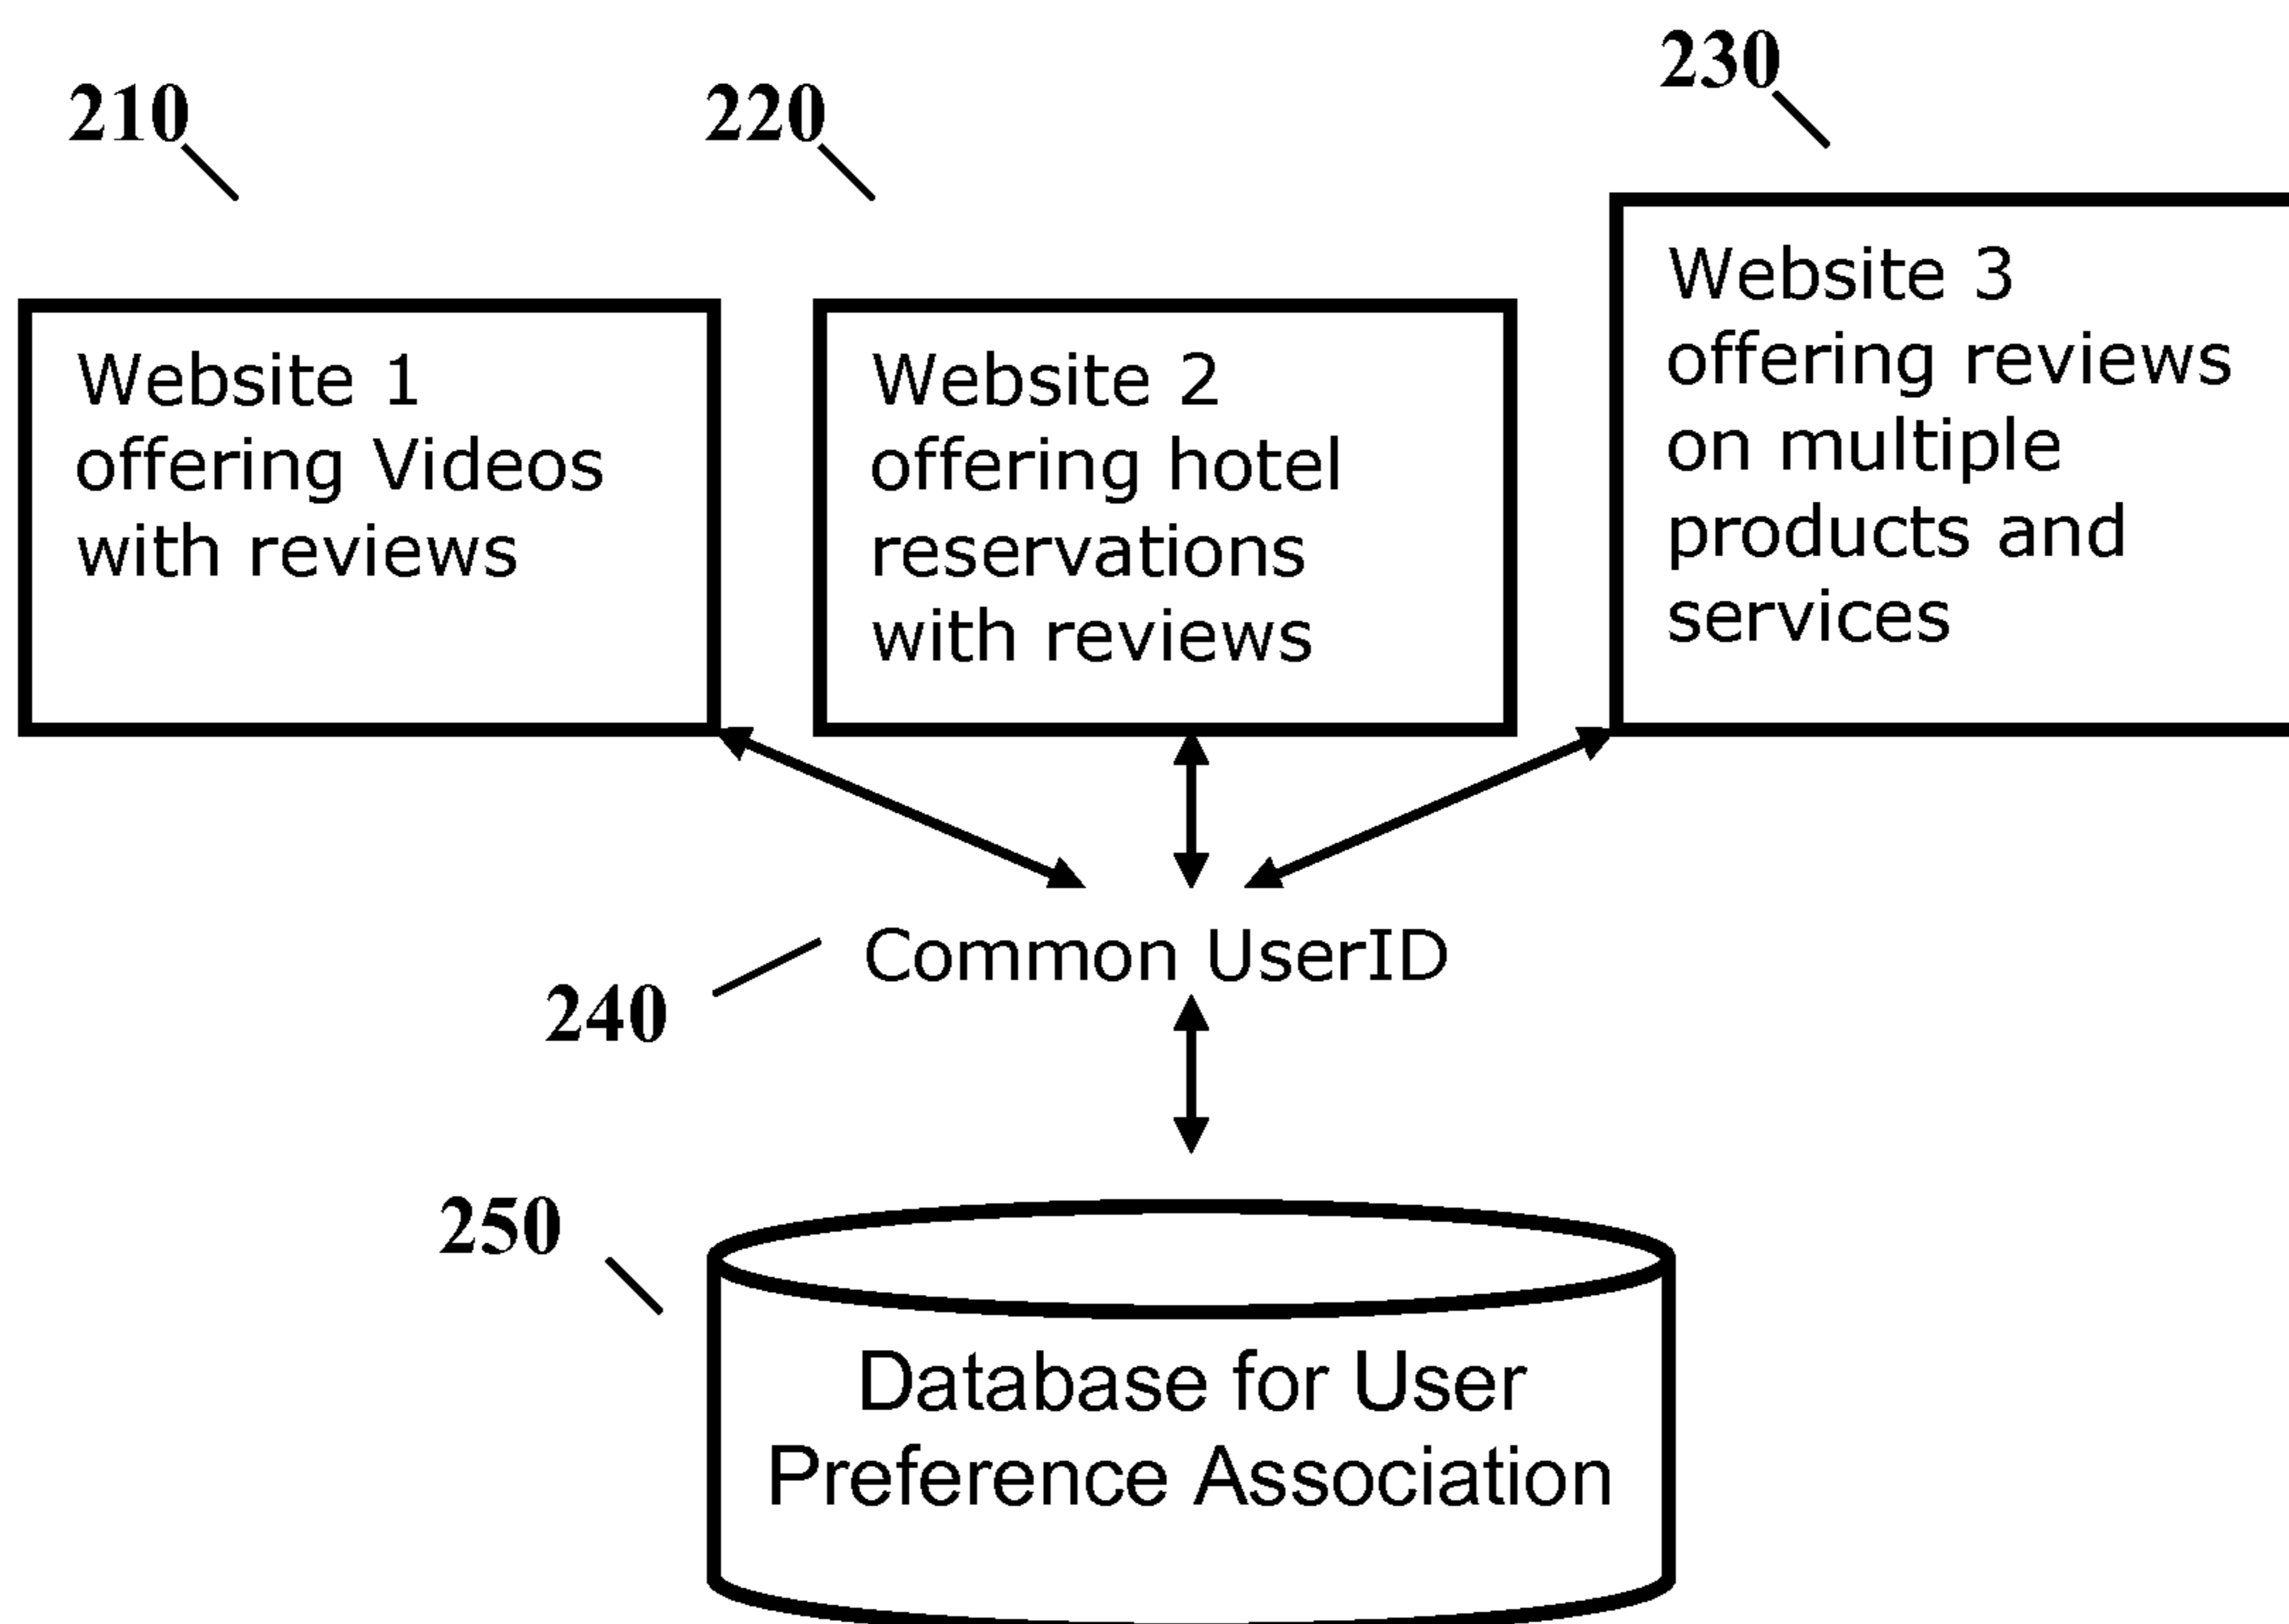 210
220
230
Website 1
offering Videos
with reviews
Website 2
offering hotel
reservations
with reviews
Website 3
offering reviews
on multiple
products and
services
Common UserID
240
250
Database for User
Preference Association